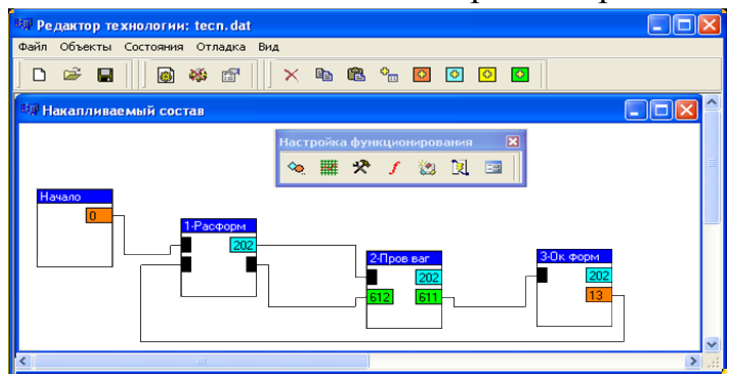 Редактор технологии: tecn.dat
Файл Объекты Состояния Отладка Вид
Накапливаемый состав
Настройка функционирования
Начало
0
1-Расформ
202
2-Пров ваг
202
612 611
3-Ок форм
202
13